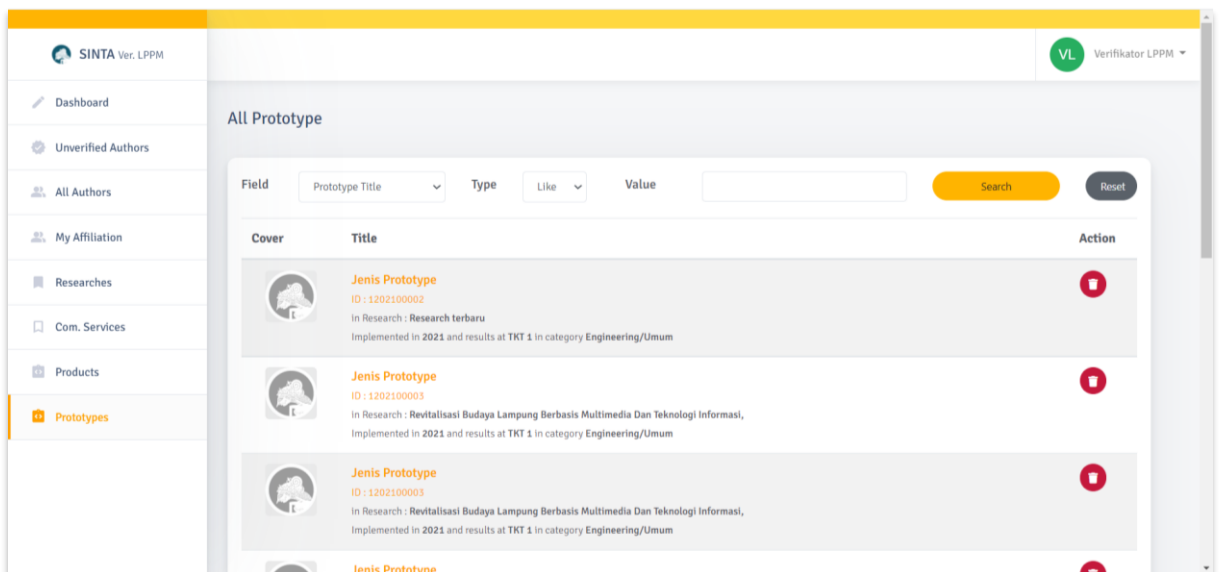 SINTA Ver. LPPM
VL Verifikator LPPM
Dashboard
Unverified Authors
All Authors
My Affiliation
Researches
Com. Services
Products
Prototypes
All Prototype
Field Prototype Title Type Like Value Search Reset
Cover Title Action
Jenis Prototype
ID : 1202100002
in Research : Research terbaru
Implemented in 2021 and results at TKT 1 in category Engineering/Umum
Jenis Prototype
ID : 1202100003
in Research : Revitalisasi Budaya Lampung Berbasis Multimedia Dan Teknologi Informasi,
Implemented in 2021 and results at TKT 1 in category Engineering/Umum
Jenis Prototype
ID : 1202100003
in Research : Revitalisasi Budaya Lampung Berbasis Multimedia Dan Teknologi Informasi,
Implemented in 2021 and results at TKT 1 in category Engineering/Umum
Jenis Prototype